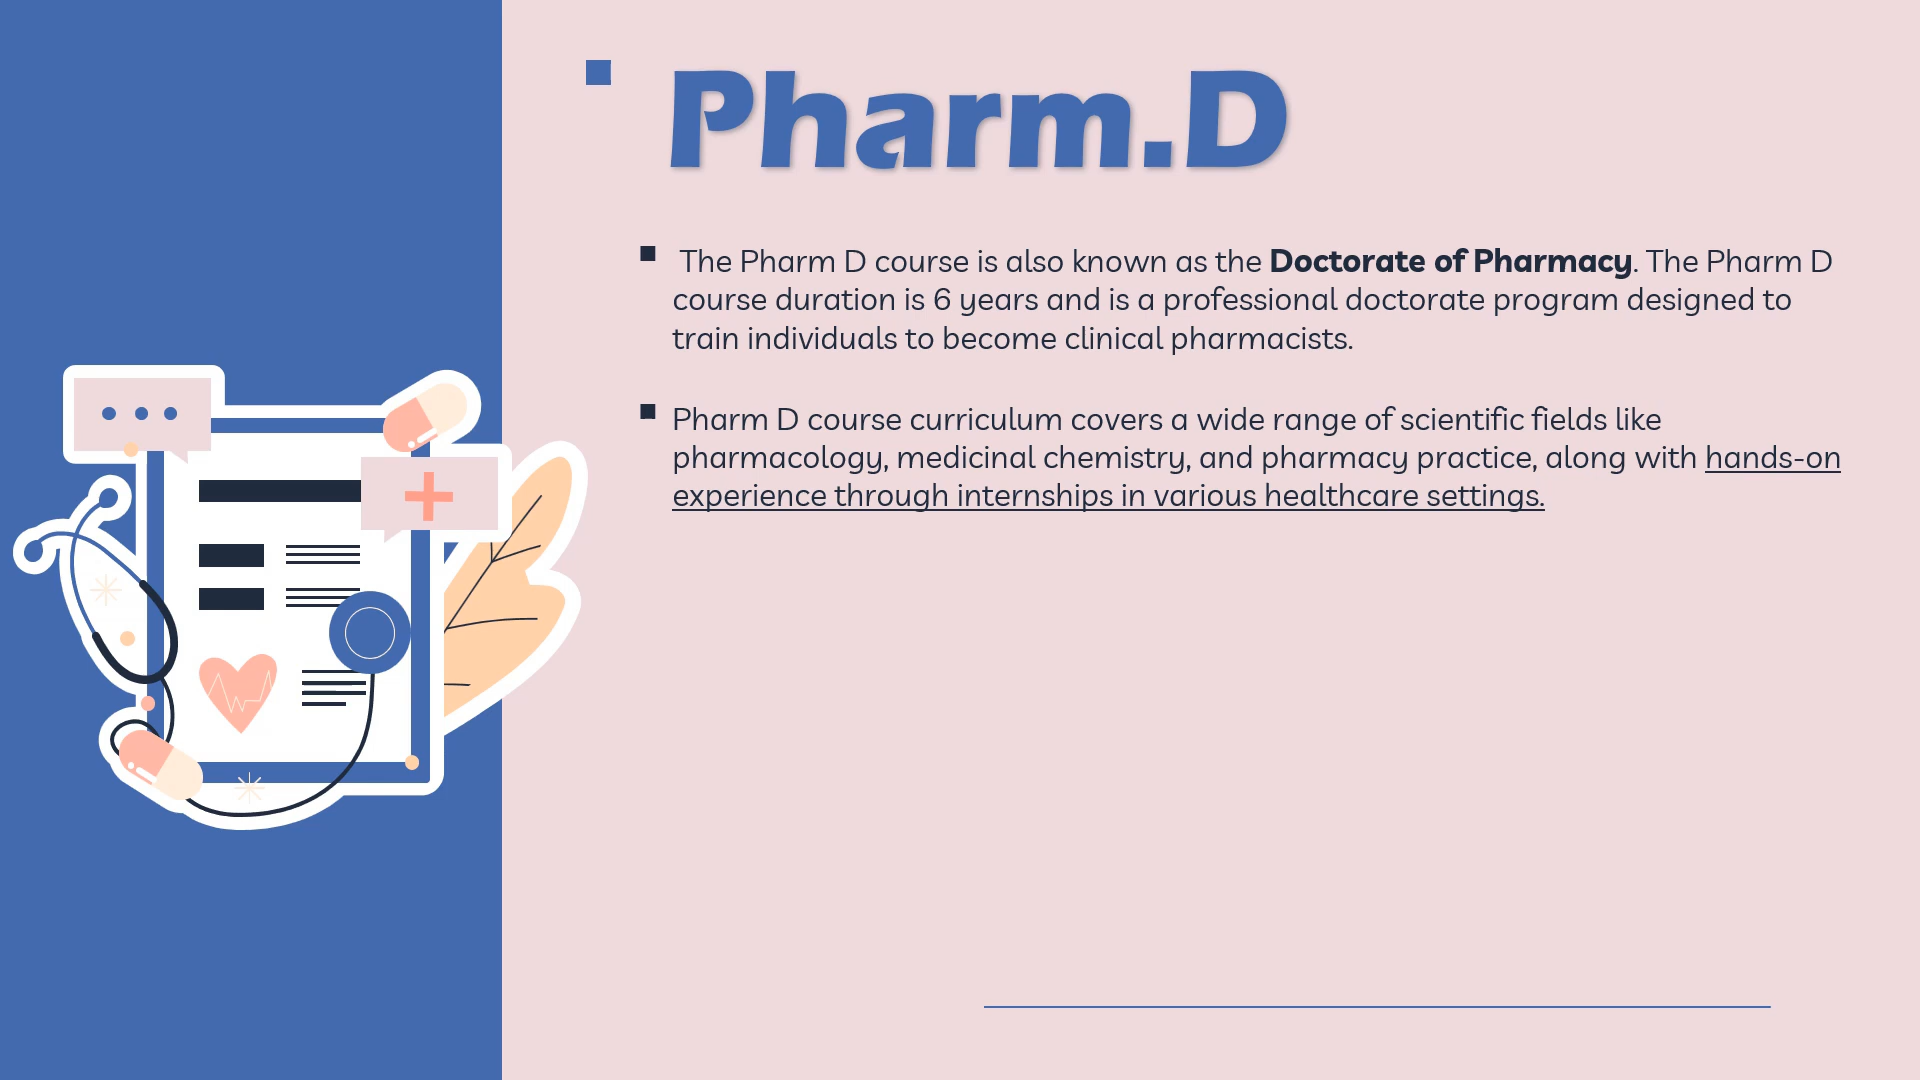 Pharm.D
The Pharm D course is also known as the Doctorate of Pharmacy. The Pharm D
course duration is 6 years and is a professional doctorate program designed to
train individuals to become clinical pharmacists.
Pharm D course curriculum covers a wide range of scientific fields like
pharmacology, medicinal chemistry, and pharmacy practice, along with hands-on
experience through internships in various healthcare settings.